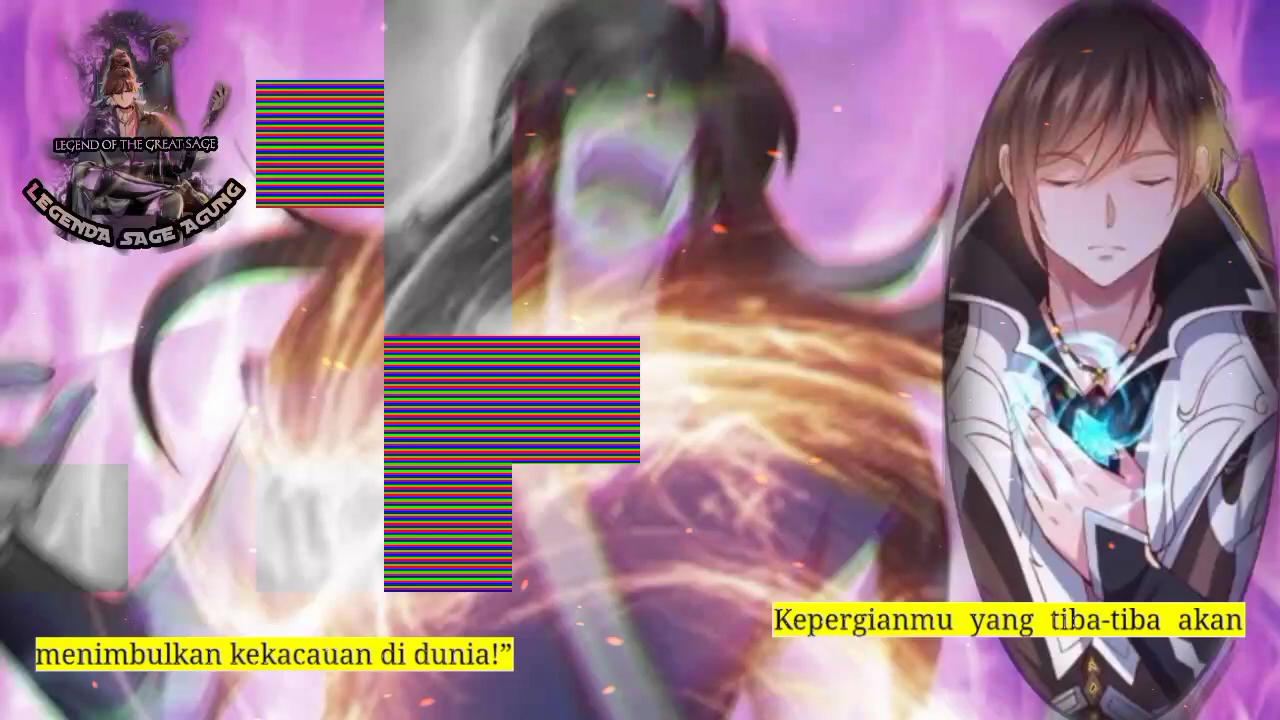 LEGEND OF THE GREAT SAGE
LEGENDA SAGE AGUNG
Kepergianmu yang tiba-tiba akan
menimbulkan kekacauan di dunia!”